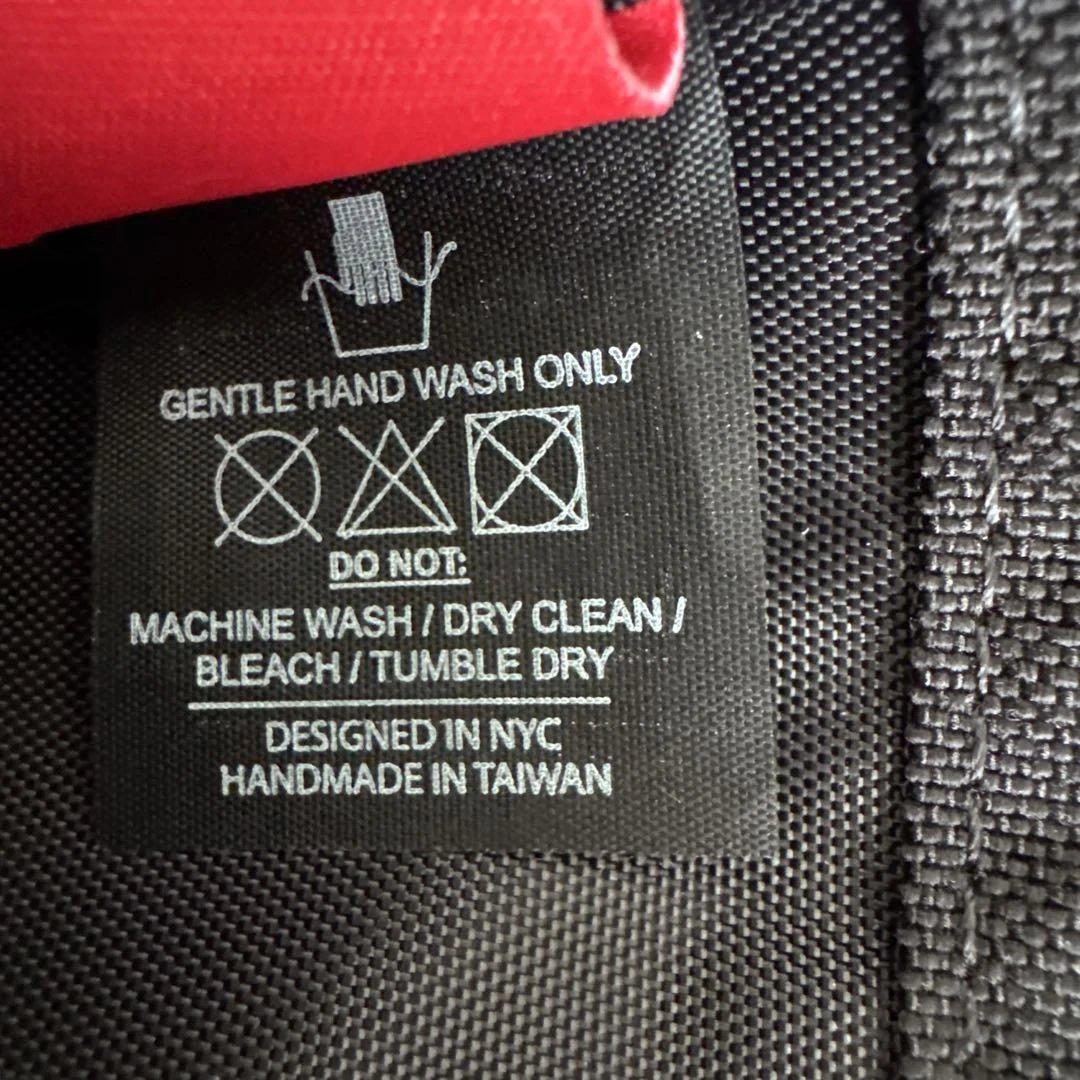 GENTLE HAND WASH ONLY
DO NOT:
MACHINE WASH / DRY CLEAN /
BLEACH / TUMBLE DRY
DESIGNED IN NYC
HANDMADE IN TAIWAN